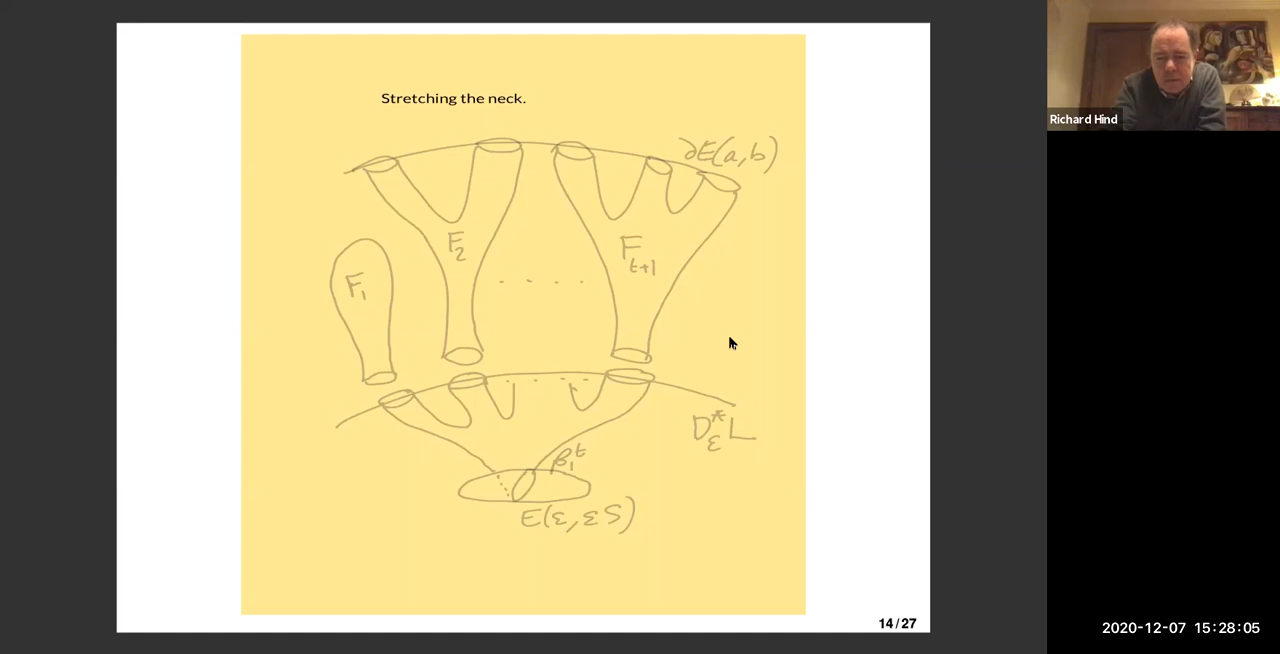 Stretching the neck.
∂E(a,b)
F₂
F_{t+1}
F₁
D*_ε L
β₁^t
E(ε, εS)
14/27
Richard Hind
2020-12-07 15:28:05